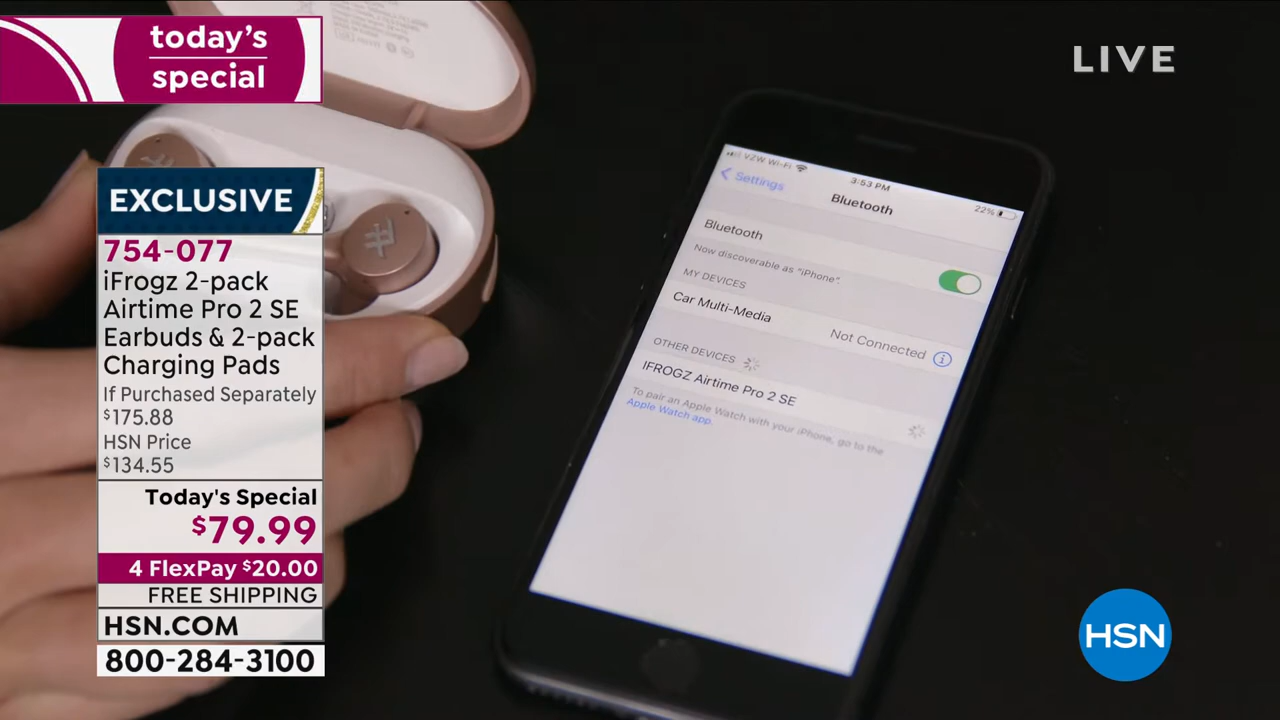 today's
special
LIVE
EXCLUSIVE
754-077
iFrogz 2-pack
Airtime Pro 2 SE
Earbuds & 2-pack
Charging Pads
If Purchased Separately
$175.88
HSN Price
$134.55
Today's Special
$79.99
4 FlexPay $20.00
FREE SHIPPING
HSN.COM
800-284-3100
VZW Wi-Fi
3:53 PM
22%
Settings
Bluetooth
Bluetooth
Now discoverable as "iPhone".
MY DEVICES
Car Multi-Media
Not Connected
OTHER DEVICES
IFROGZ Airtime Pro 2 SE
To pair an Apple Watch with your iPhone, go to the
Apple Watch app.
HSN